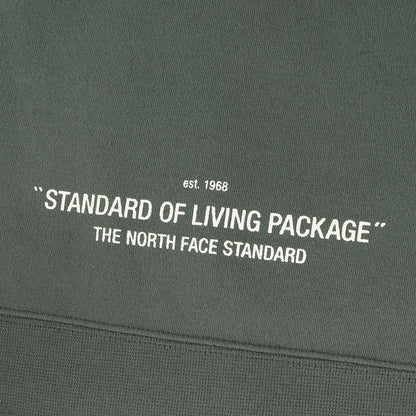 est. 1968
“STANDARD OF LIVING PACKAGE”
THE NORTH FACE STANDARD